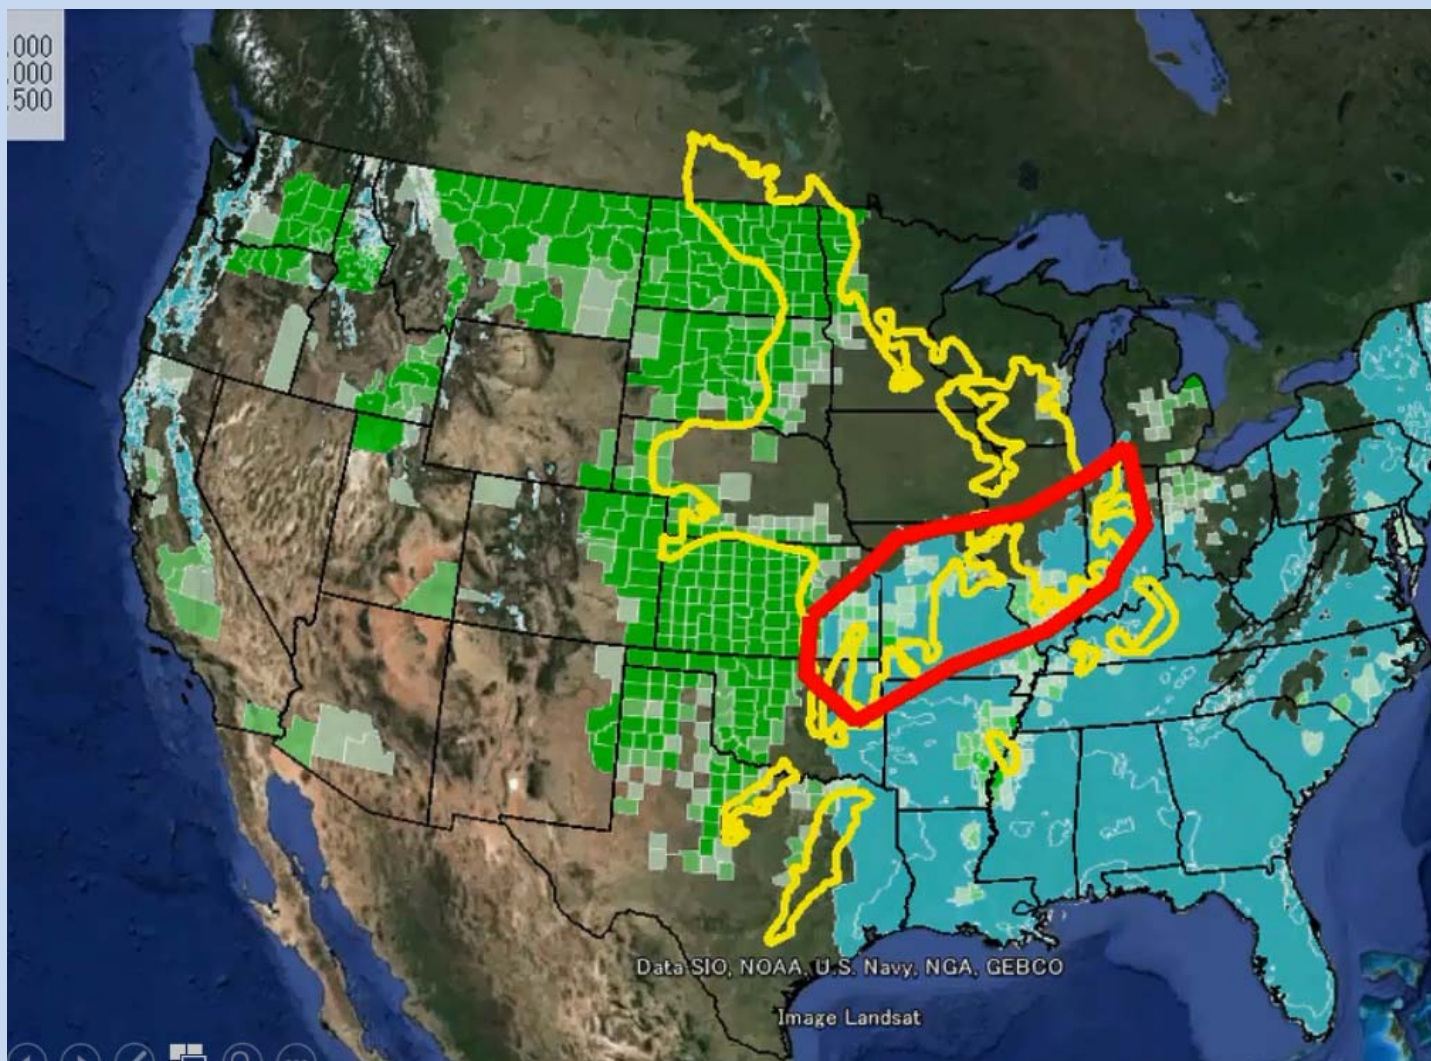 .000
.000
.500
Data SIO, NOAA, U.S. Navy, NGA, GEBCO
Image Landsat